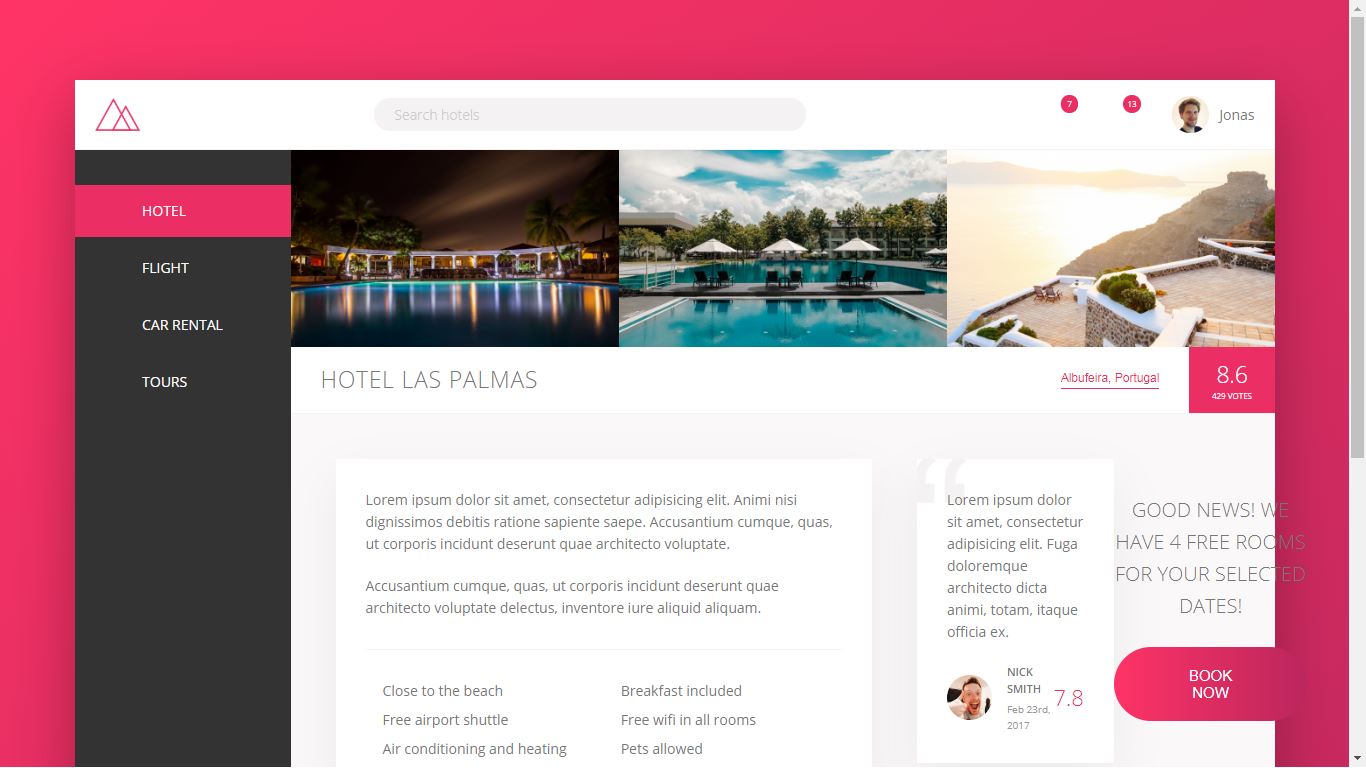 Search hotels
7
13
Jonas
HOTEL
FLIGHT
CAR RENTAL
TOURS
HOTEL LAS PALMAS
Albufeira, Portugal
8.6
429 VOTES
Lorem ipsum dolor sit amet, consectetur adipisicing elit. Animi nisi
dignissimos debitis ratione sapiente saepe. Accusantium cumque, quas,
ut corporis incidunt deserunt quae architecto voluptate.
Accusantium cumque, quas, ut corporis incidunt deserunt quae
architecto voluptate delectus, inventore iure aliquid aliquam.
Close to the beach
Breakfast included
Free airport shuttle
Free wifi in all rooms
Air conditioning and heating
Pets allowed
“
Lorem ipsum dolor
sit amet, consectetur
adipisicing elit. Fuga
doloremque
architecto dicta
animi, totam, itaque
officia ex.
NICK
SMITH
Feb 23rd,
2017
7.8
GOOD NEWS! WE
HAVE 4 FREE ROOMS
FOR YOUR SELECTED
DATES!
BOOK
NOW